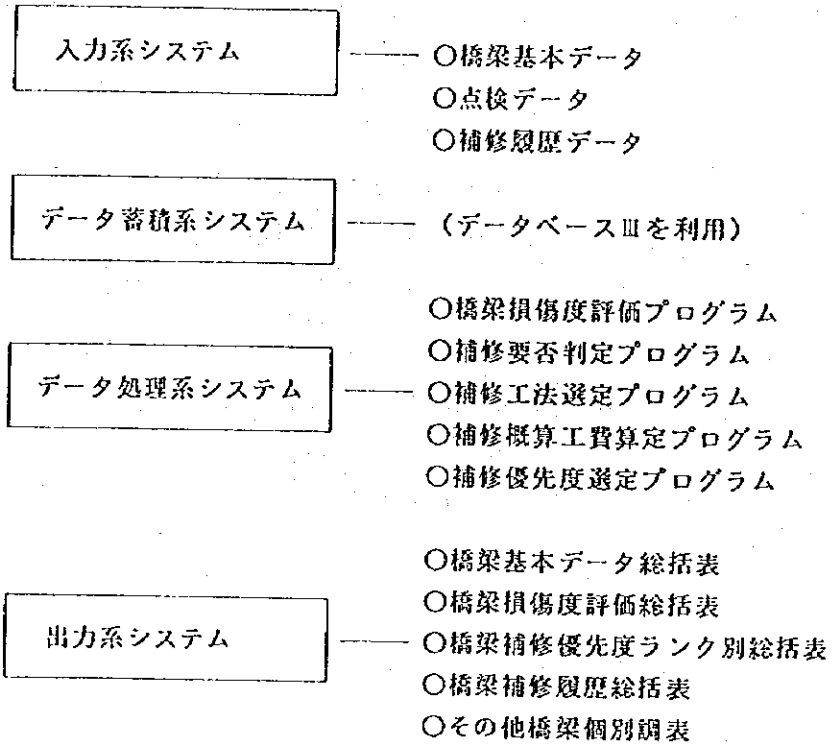 入力系システム
○橋梁基本データ
○点検データ
○補修履歴データ
データ蓄積系システム
(データベースⅢを利用)
○橋梁損傷度評価プログラム
○補修要否判定プログラム
データ処理系システム
○補修工法選定プログラム
○補修概算工費算定プログラム
○補修優先度選定プログラム
○橋梁基本データ総括表
○橋梁損傷度評価総括表
出力系システム
○橋梁補修優先度ランク別総括表
○橋梁補修履歴総括表
○その他橋梁個別調表